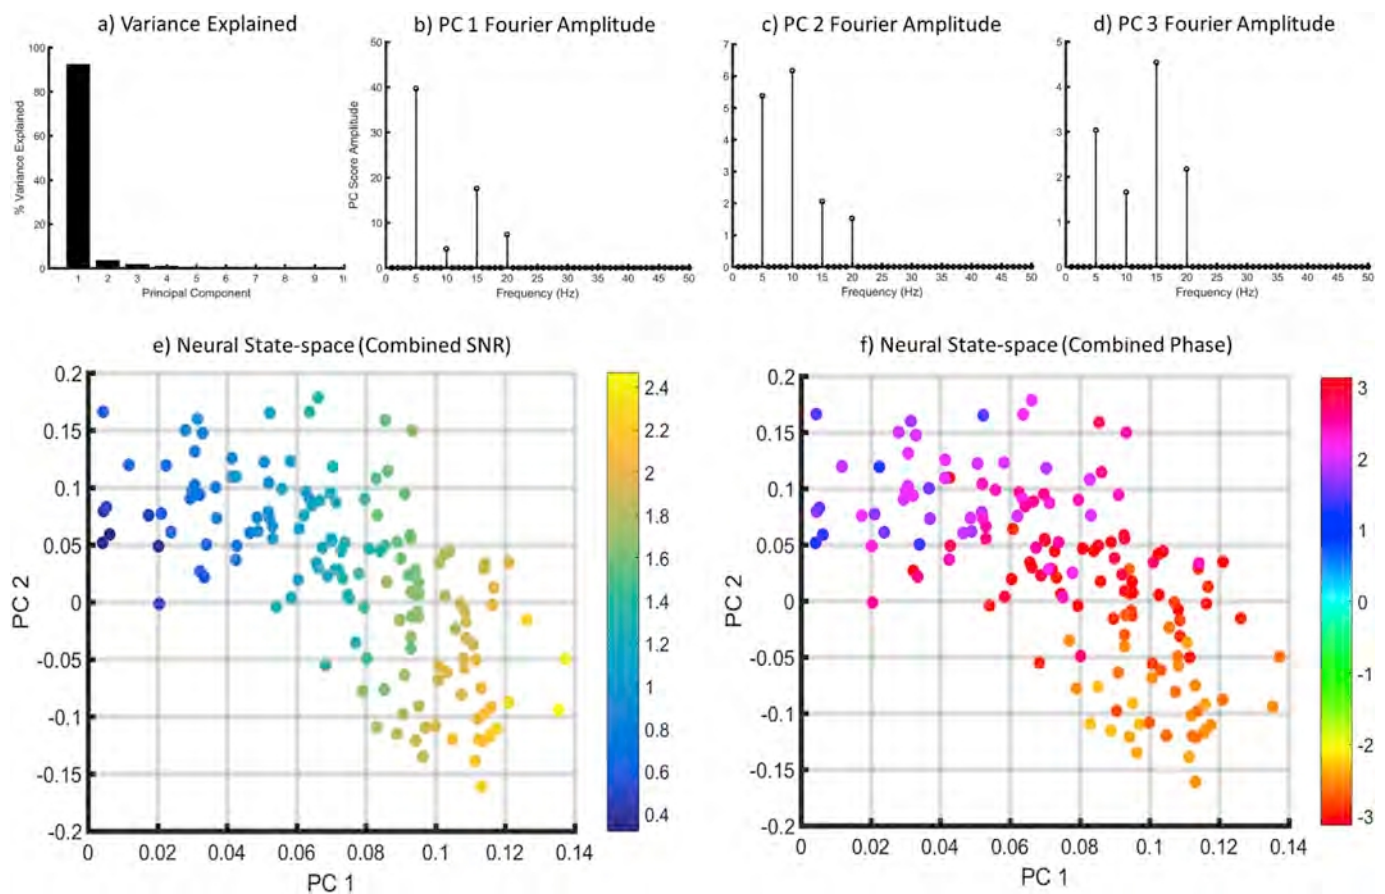 a) Variance Explained
b) PC 1 Fourier Amplitude
c) PC 2 Fourier Amplitude
d) PC 3 Fourier Amplitude
100
80
60
40
20
0
% Variance Explained
1 2 3 4 5 6 7 8 9 10
Principal Component
50
40
30
20
10
0
PC Score Amplitude
0 5 10 15 20 25 30 35 40 45 50
Frequency (Hz)
7
6
5
4
3
2
1
0
0 5 10 15 20 25 30 35 40 45 50
Frequency (Hz)
5
4
3
2
1
0
0 5 10 15 20 25 30 35 40 45 50
Frequency (Hz)
e) Neural State-space (Combined SNR)
0.2
0.15
0.1
0.05
0
-0.05
-0.1
-0.15
-0.2
PC 2
0 0.02 0.04 0.06 0.08 0.1 0.12 0.14
PC 1
2.4
2.2
2
1.8
1.6
1.4
1.2
1
0.8
0.6
0.4
f) Neural State-space (Combined Phase)
0.2
0.15
0.1
0.05
0
-0.05
-0.1
-0.15
-0.2
PC 2
0 0.02 0.04 0.06 0.08 0.1 0.12 0.14
PC 1
3
2
1
0
-1
-2
-3